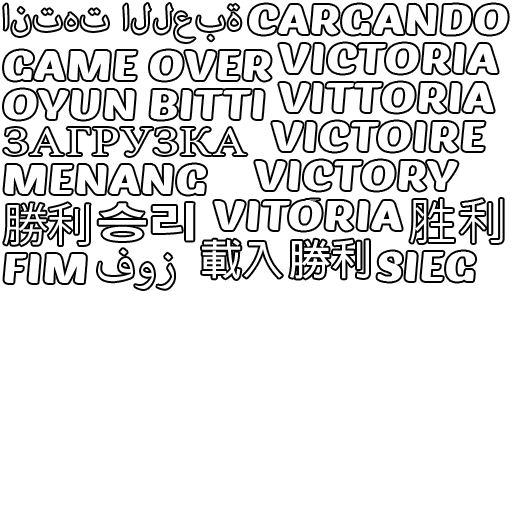 انتهت اللعبة CARGANDO
GAME OVER VICTORIA
OYUN BITTI VITTORIA
ЗАГРУЗКА VICTOIRE
MENANG VICTORY
勝利 승리 VITÓRIA 胜利
FIM فوز 載入 勝利 SIEG